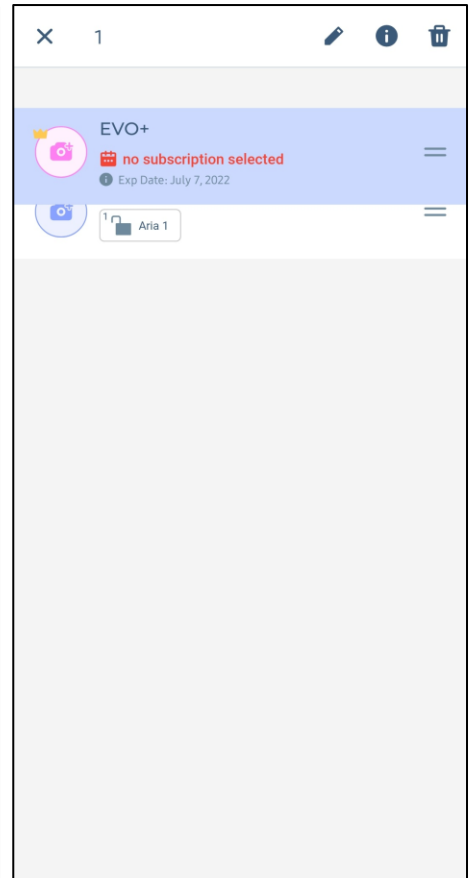 1
EVO+
no subscription selected
Exp Date: July 7, 2022
1
Aria 1